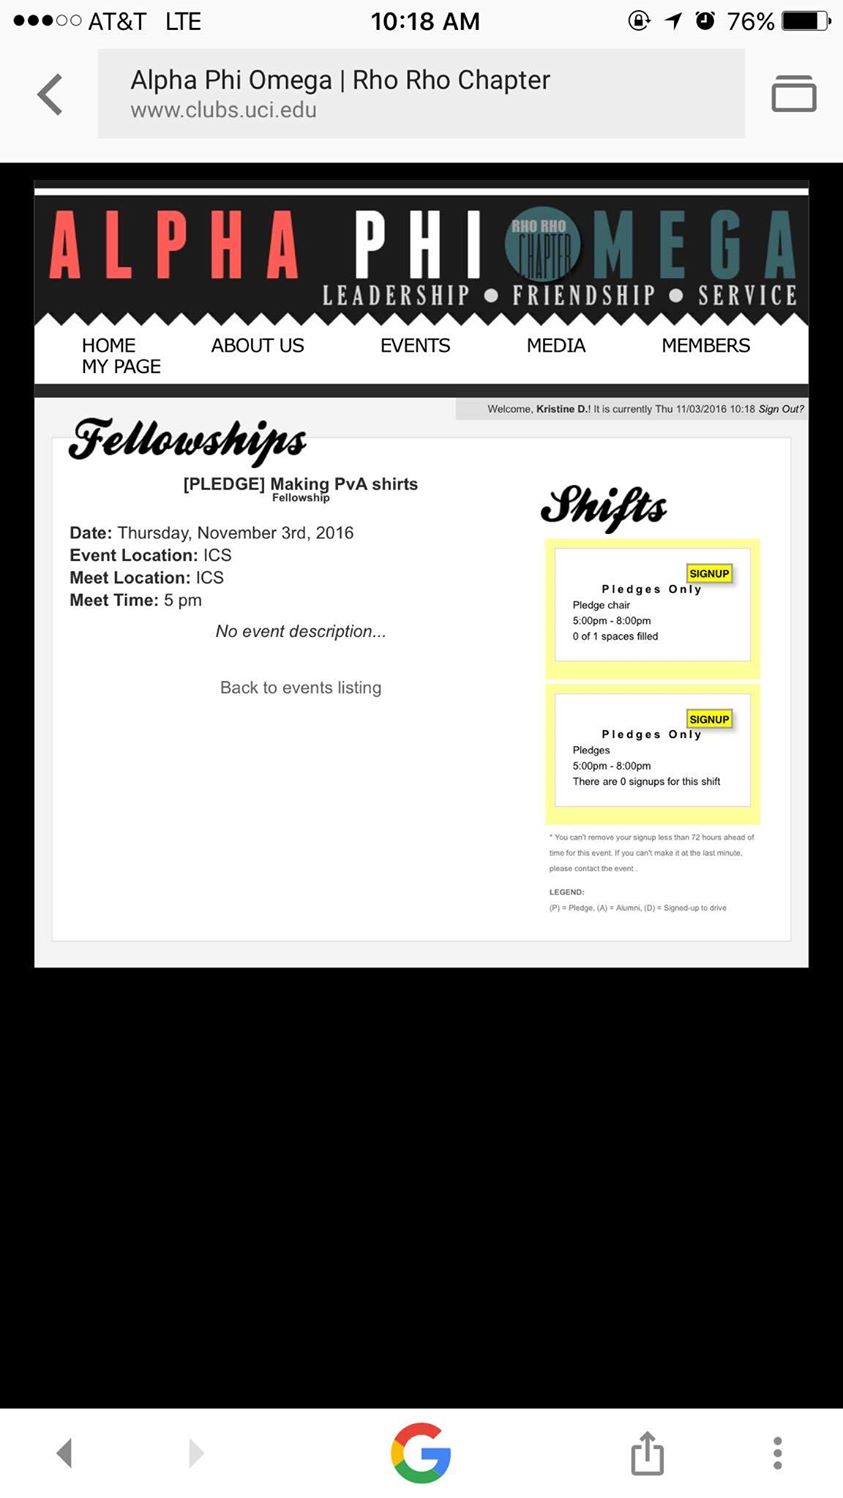 AT&T LTE 10:18 AM 76%
Alpha Phi Omega | Rho Rho Chapter
www.clubs.uci.edu
ALPHA PHI OMEGA
RHO RHO
CHAPTER
LEADERSHIP • FRIENDSHIP • SERVICE
HOME ABOUT US EVENTS MEDIA MEMBERS
MY PAGE
Welcome, Kristine D.! It is currently Thu 11/03/2016 10:18 Sign Out?
Fellowships
[PLEDGE] Making PvA shirts
Fellowship
Date: Thursday, November 3rd, 2016
Event Location: ICS
Meet Location: ICS
Meet Time: 5 pm
No event description...
Back to events listing
Shifts
SIGNUP
Pledges Only
Pledge chair
5:00pm - 8:00pm
0 of 1 spaces filled
SIGNUP
Pledges Only
Pledges
5:00pm - 8:00pm
There are 0 signups for this shift
* You can't remove your signup less than 72 hours ahead of
time for this event. If you can't make it at the last minute,
please contact the event .
LEGEND:
(P) = Pledge, (A) = Alumni, (D) = Signed-up to drive